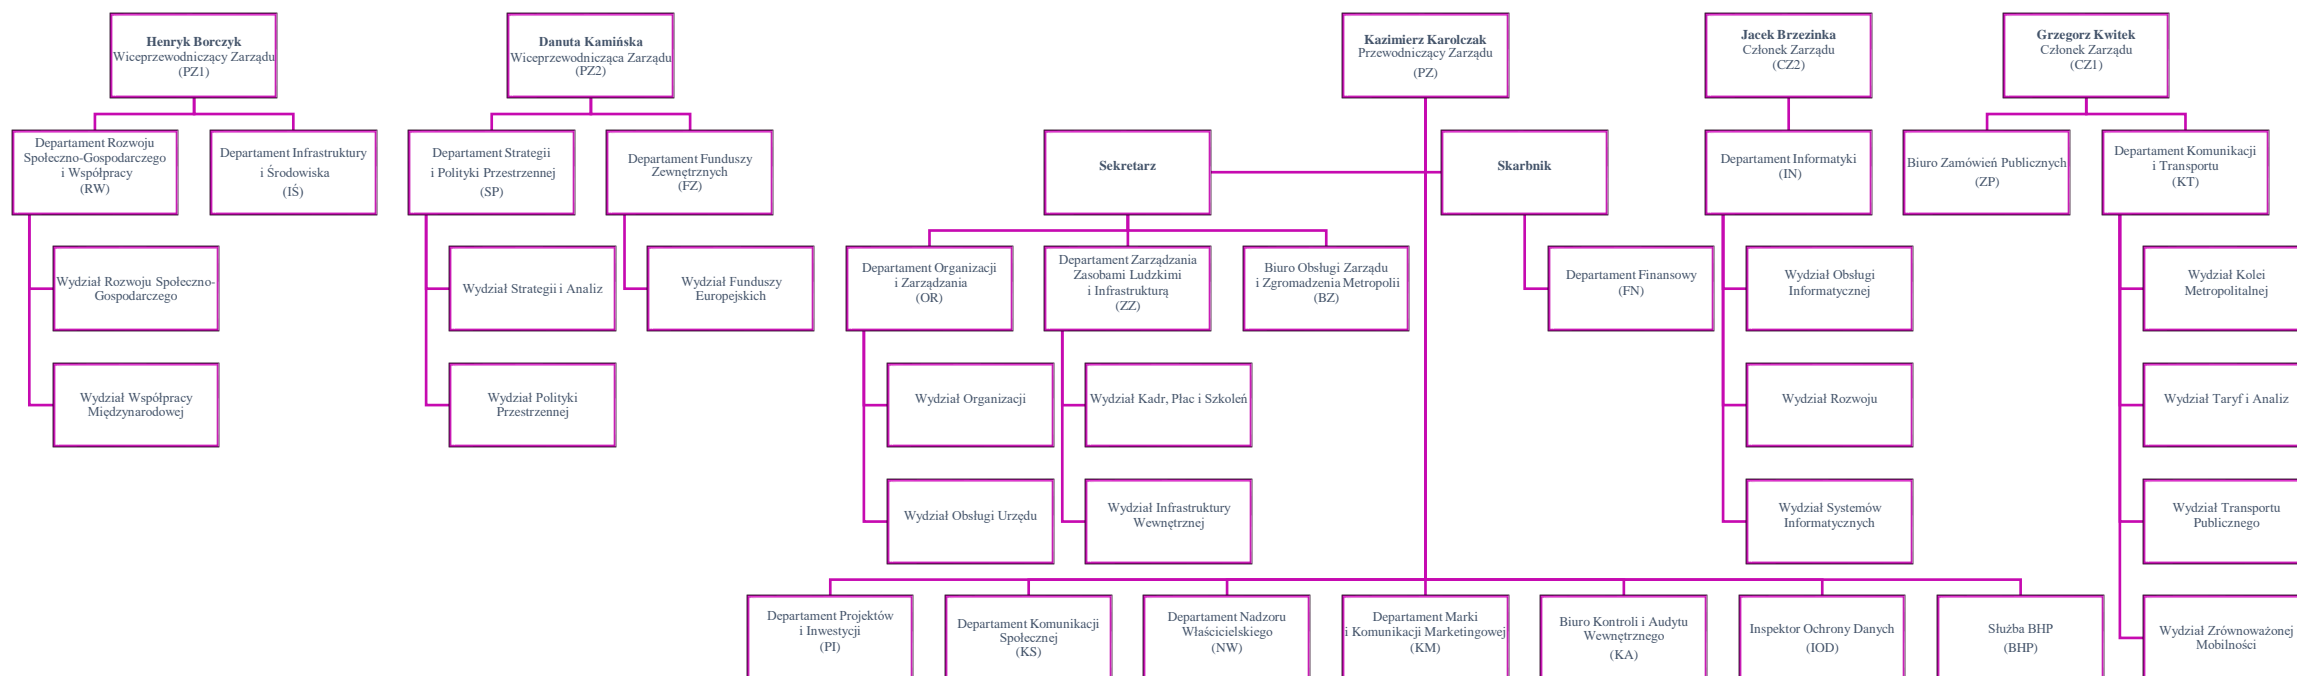 Henryk Borczyk
Wiceprzewodniczący Zarządu
(PZ1)
Danuta Kamińska
Wiceprzewodnicząca Zarządu
(PZ2)
Kazimierz Karolczak
Przewodniczący Zarządu
(PZ)
Jacek Brzezinka
Członek Zarządu
(CZ2)
Grzegorz Kwitek
Członek Zarządu
(CZ1)
Departament Rozwoju
Społeczno-Gospodarczego
i Współpracy
(RW)
Departament Infrastruktury
i Środowiska
(IŚ)
Departament Strategii
i Polityki Przestrzennej
(SP)
Departament Funduszy
Zewnętrznych
(FZ)
Sekretarz
Skarbnik
Departament Informatyki
(IN)
Biuro Zamówień Publicznych
(ZP)
Departament Komunikacji
i Transportu
(KT)
Wydział Rozwoju Społeczno-
Gospodarczego
Wydział Strategii i Analiz
Wydział Funduszy
Europejskich
Departament Organizacji
i Zarządzania
(OR)
Departament Zarządzania
Zasobami Ludzkimi
i Infrastrukturą
(ZZ)
Biuro Obsługi Zarządu
i Zgromadzenia Metropolii
(BZ)
Departament Finansowy
(FN)
Wydział Obsługi
Informatycznej
Wydział Kolei
Metropolitalnej
Wydział Współpracy
Międzynarodowej
Wydział Polityki
Przestrzennej
Wydział Organizacji
Wydział Kadr, Płac i Szkoleń
Wydział Rozwoju
Wydział Taryf i Analiz
Wydział Obsługi Urzędu
Wydział Infrastruktury
Wewnętrznej
Wydział Systemów
Informatycznych
Wydział Transportu
Publicznego
Departament Projektów
i Inwestycji
(PI)
Departament Komunikacji
Społecznej
(KS)
Departament Nadzoru
Właścicielskiego
(NW)
Departament Marki
i Komunikacji Marketingowej
(KM)
Biuro Kontroli i Audytu
Wewnętrznego
(KA)
Inspektor Ochrony Danych
(IOD)
Służba BHP
(BHP)
Wydział Zrównoważonej
Mobilności